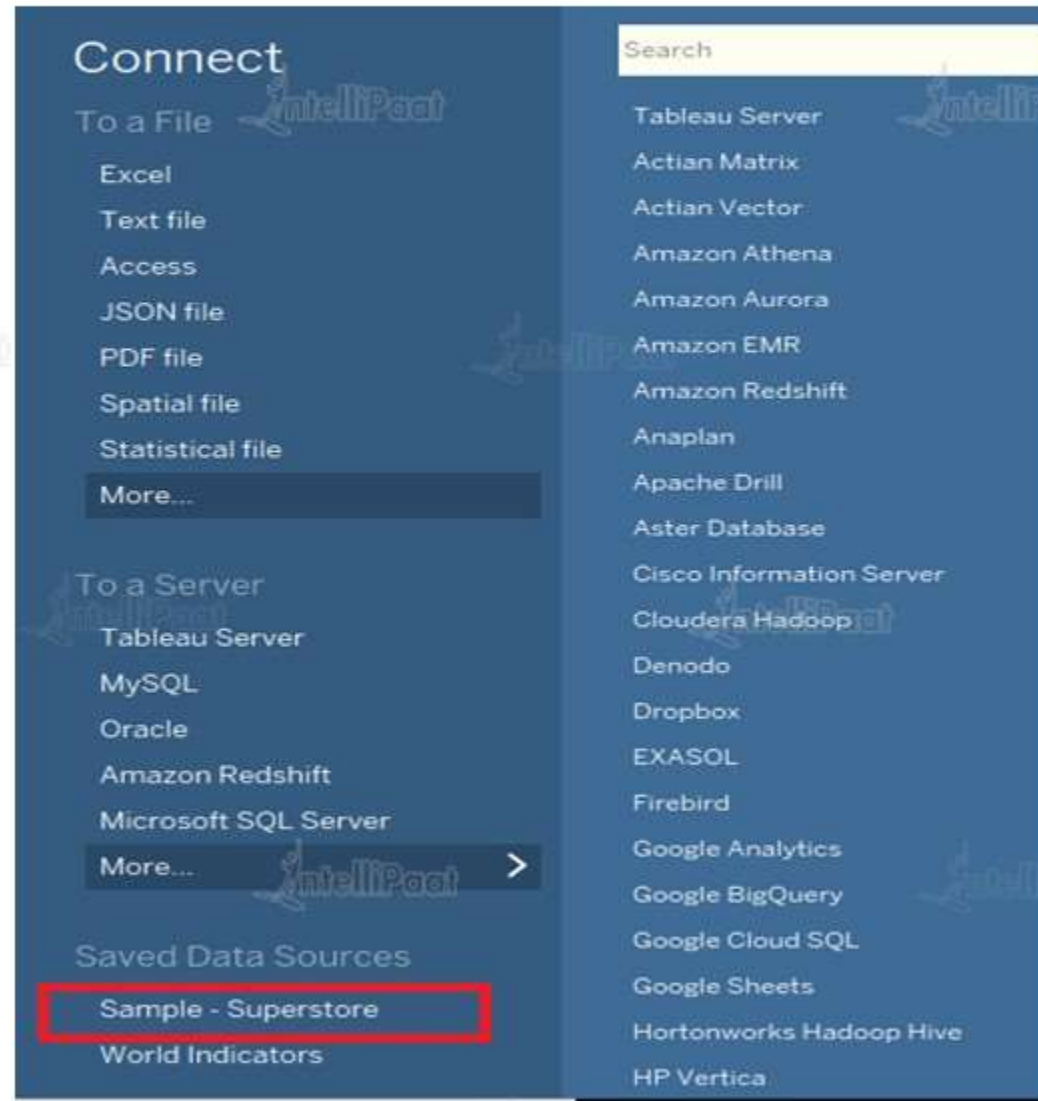 Connect
To a File
Excel
Text file
Access
JSON file
PDF file
Spatial file
Statistical file
More...
To a Server
Tableau Server
MySQL
Oracle
Amazon Redshift
Microsoft SQL Server
More...
Saved Data Sources
Sample - Superstore
World Indicators
Search
Tableau Server
Actian Matrix
Actian Vector
Amazon Athena
Amazon Aurora
Amazon EMR
Amazon Redshift
Anaplan
Apache Drill
Aster Database
Cisco Information Server
Cloudera Hadoop
Denodo
Dropbox
EXASOL
Firebird
Google Analytics
Google BigQuery
Google Cloud SQL
Google Sheets
Hortonworks Hadoop Hive
HP Vertica
IntelliPaat
IntelliPaat